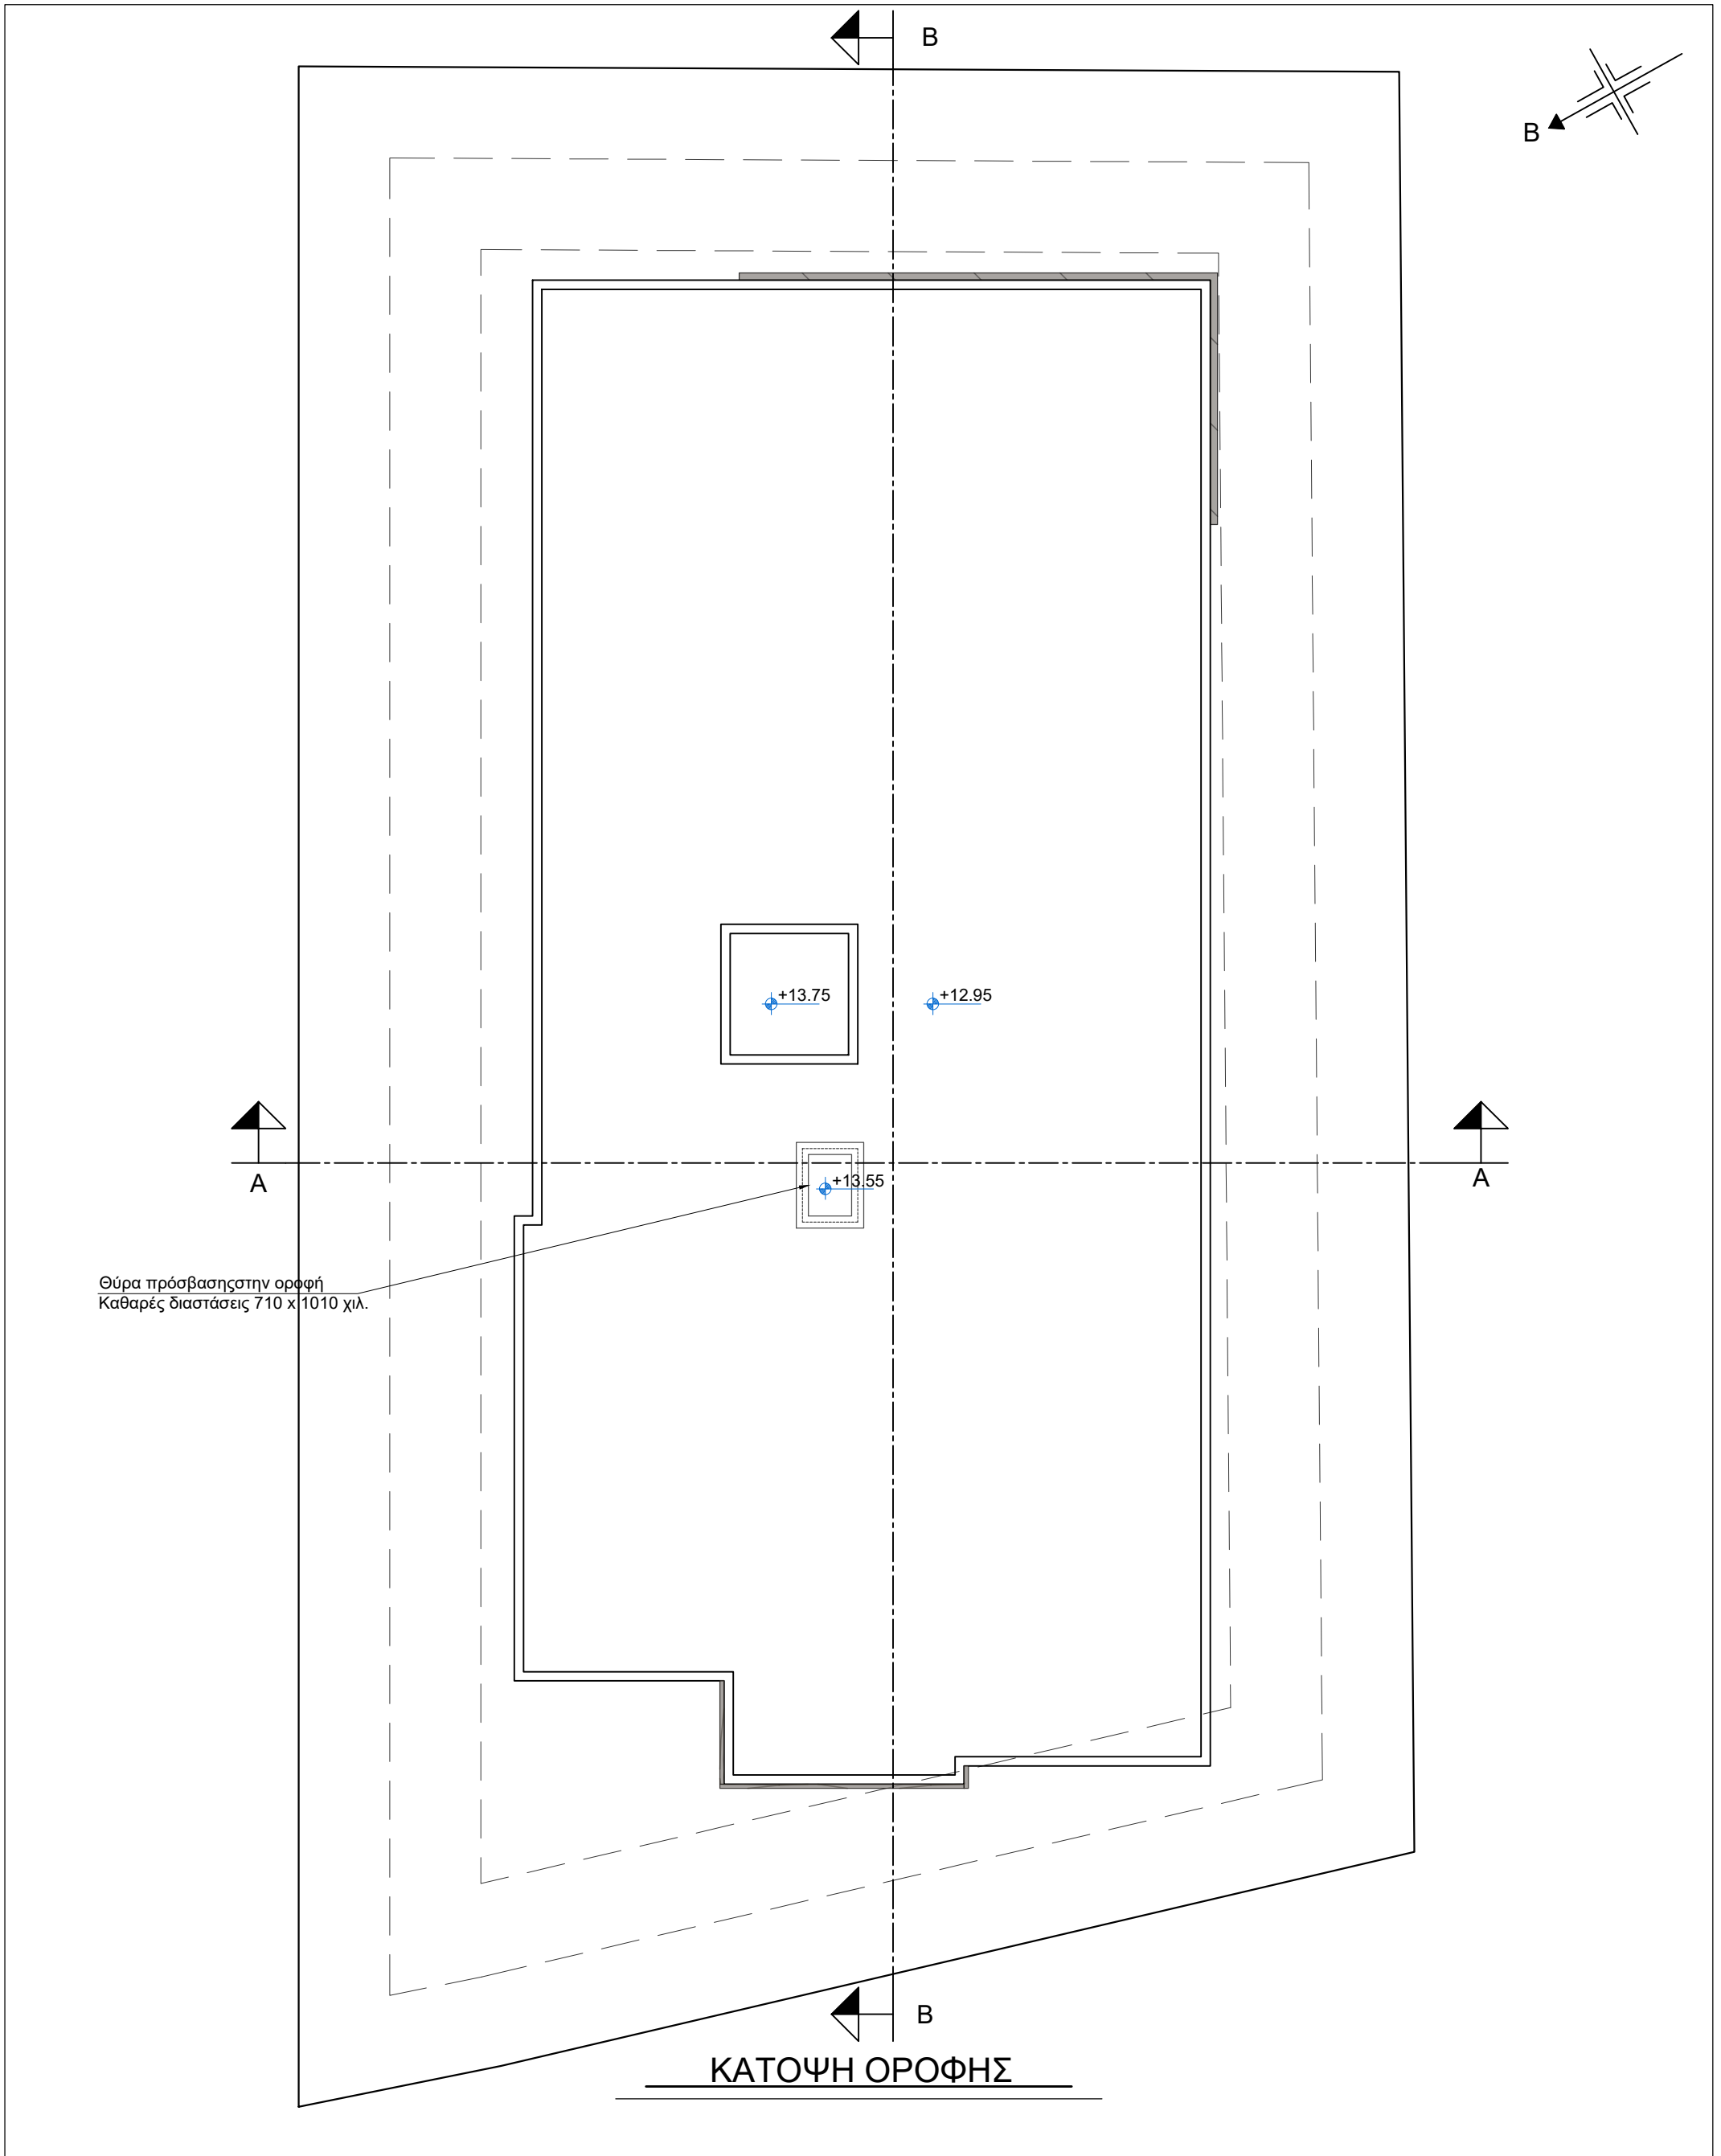 B
B
+13.75
+12.95
A
A
+13.55
Θύρα πρόσβασηςστην οροφή
Καθαρές διαστάσεις 710 x 1010 χιλ.
B
ΚΑΤΟΨΗ ΟΡΟΦΗΣ